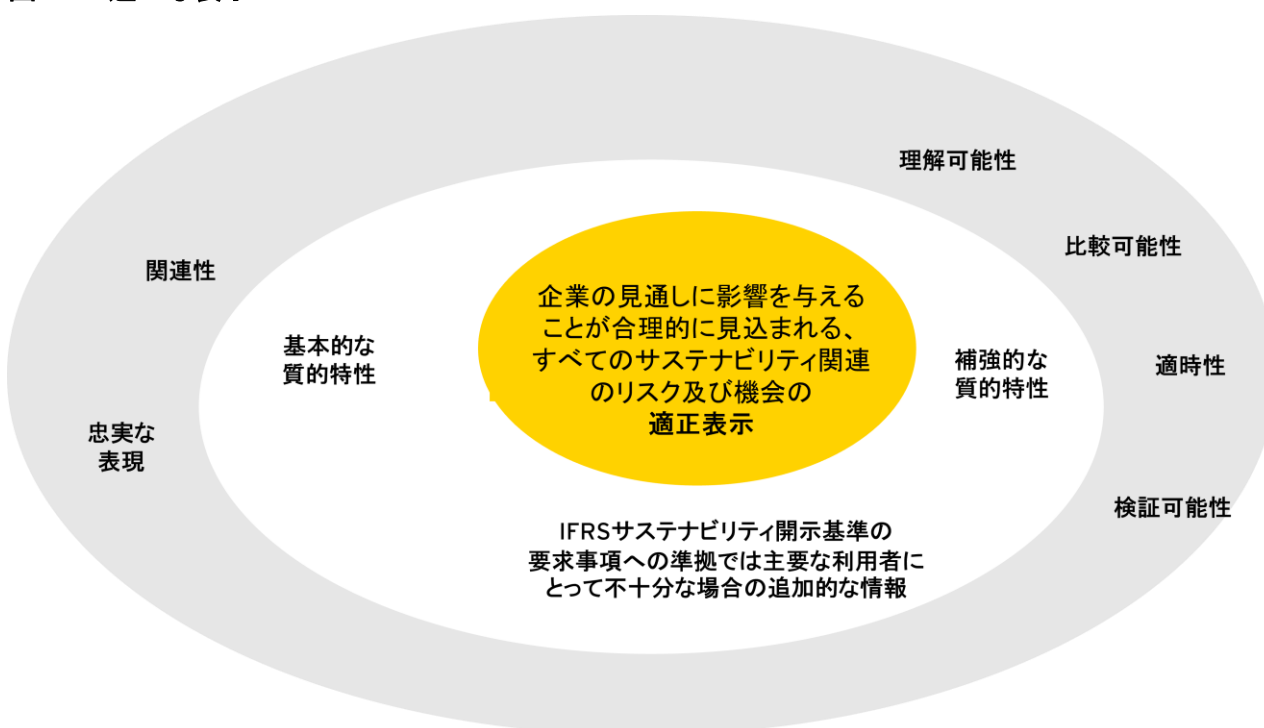 理解可能性
比較可能性
関連性
企業の見通しに影響を与える
ことが合理的に見込まれる、
すべてのサステナビリティ関連
のリスク及び機会の
適正表示
基本的な
質的特性
補強的な
質的特性
適時性
忠実な
表現
検証可能性
IFRSサステナビリティ開示基準の
要求事項への準拠では主要な利用者に
とって不十分な場合の追加的な情報